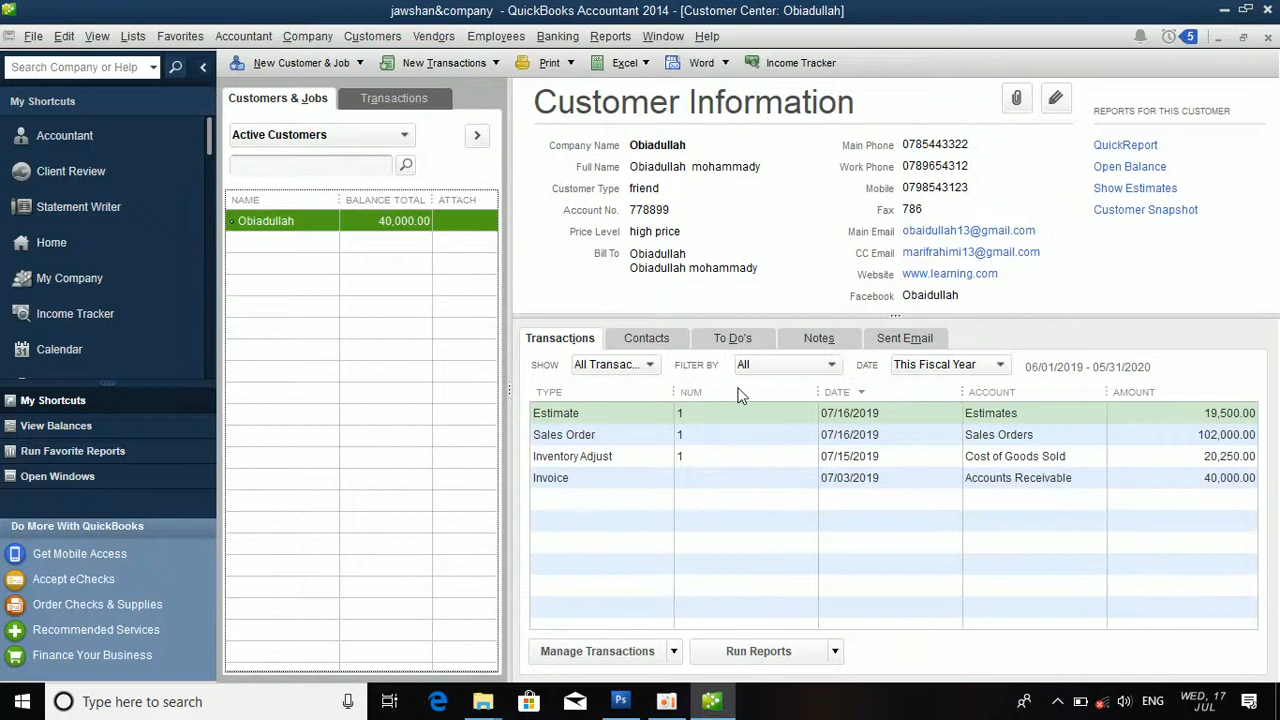 jawshan&company - QuickBooks Accountant 2014 - [Customer Center: Obiadullah]
File Edit View Lists Favorites Accountant Company Customers Vendors Employees Banking Reports Window Help 5
Search Company or Help
New Customer & Job New Transactions Print Excel Word Income Tracker
My Shortcuts
Accountant
Client Review
Statement Writer
Home
My Company
Income Tracker
Calendar
My Shortcuts
View Balances
Run Favorite Reports
Open Windows
Do More With QuickBooks
Get Mobile Access
Accept eChecks
Order Checks & Supplies
Recommended Services
Finance Your Business
Customers & Jobs Transactions
Active Customers
NAME BALANCE TOTAL ATTACH
Obiadullah 40,000.00
Customer Information
Company Name Obiadullah
Full Name Obiadullah mohammady
Customer Type friend
Account No. 778899
Price Level high price
Bill To Obiadullah
Obiadullah mohammady
Main Phone 0785443322
Work Phone 0789654312
Mobile 0798543123
Fax 786
Main Email obaidullah13@gmail.com
CC Email marifrahimi13@gmail.com
Website www.learning.com
Facebook Obaidullah
REPORTS FOR THIS CUSTOMER
QuickReport
Open Balance
Show Estimates
Customer Snapshot
Transactions Contacts To Do's Notes Sent Email
SHOW All Transac... FILTER BY All DATE This Fiscal Year 06/01/2019 - 05/31/2020
TYPE NUM DATE ACCOUNT AMOUNT
Estimate 1 07/16/2019 Estimates 19,500.00
Sales Order 1 07/16/2019 Sales Orders 102,000.00
Inventory Adjust 1 07/15/2019 Cost of Goods Sold 20,250.00
Invoice 07/03/2019 Accounts Receivable 40,000.00
Manage Transactions Run Reports
Type here to search
Ps
ENG
WED, 17
JUL